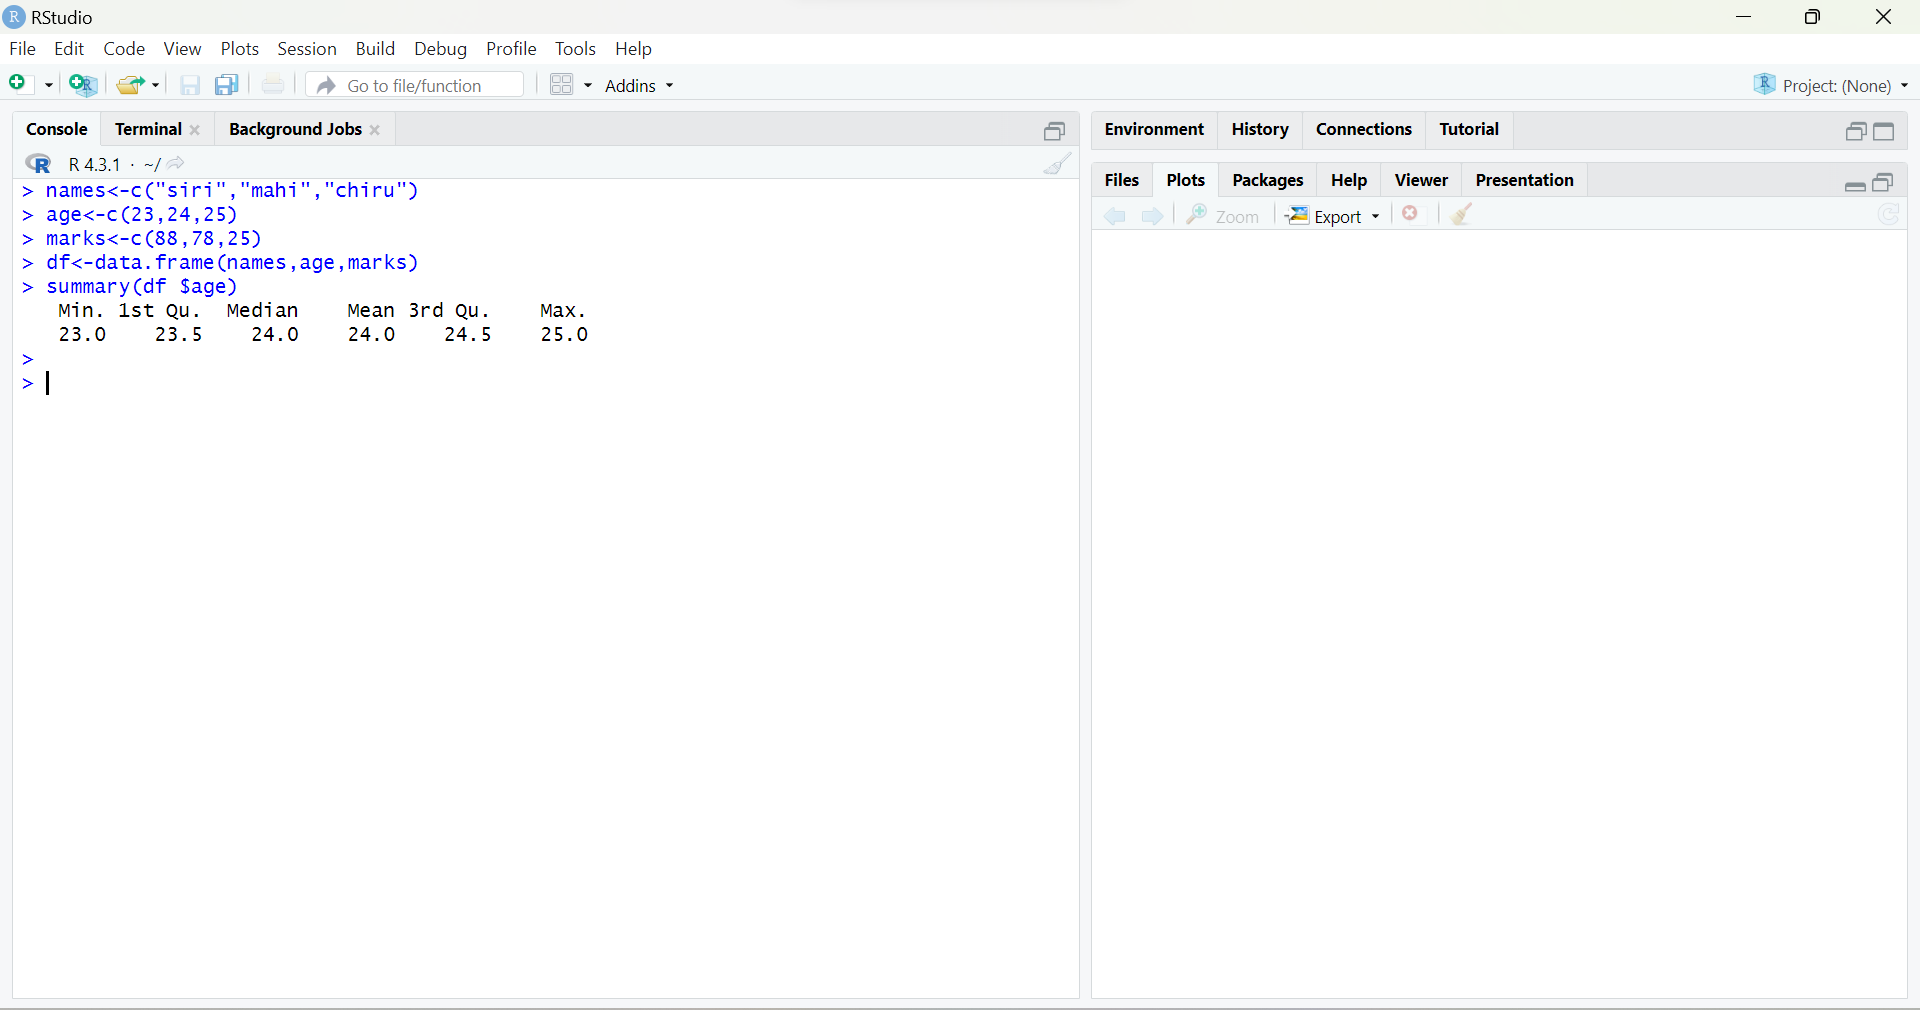 RStudio
File Edit Code View Plots Session Build Debug Profile Tools Help
Go to file/function Addins Project: (None)
Console Terminal Background Jobs
R 4.3.1 · ~/
> names<-c("siri","mahi","chiru")
> age<-c(23,24,25)
> marks<-c(88,78,25)
> df<-data.frame(names,age,marks)
> summary(df $age)
   Min. 1st Qu.  Median    Mean 3rd Qu.    Max.
   23.0    23.5    24.0    24.0    24.5    25.0
>
>
Environment History Connections Tutorial
Files Plots Packages Help Viewer Presentation
Zoom Export